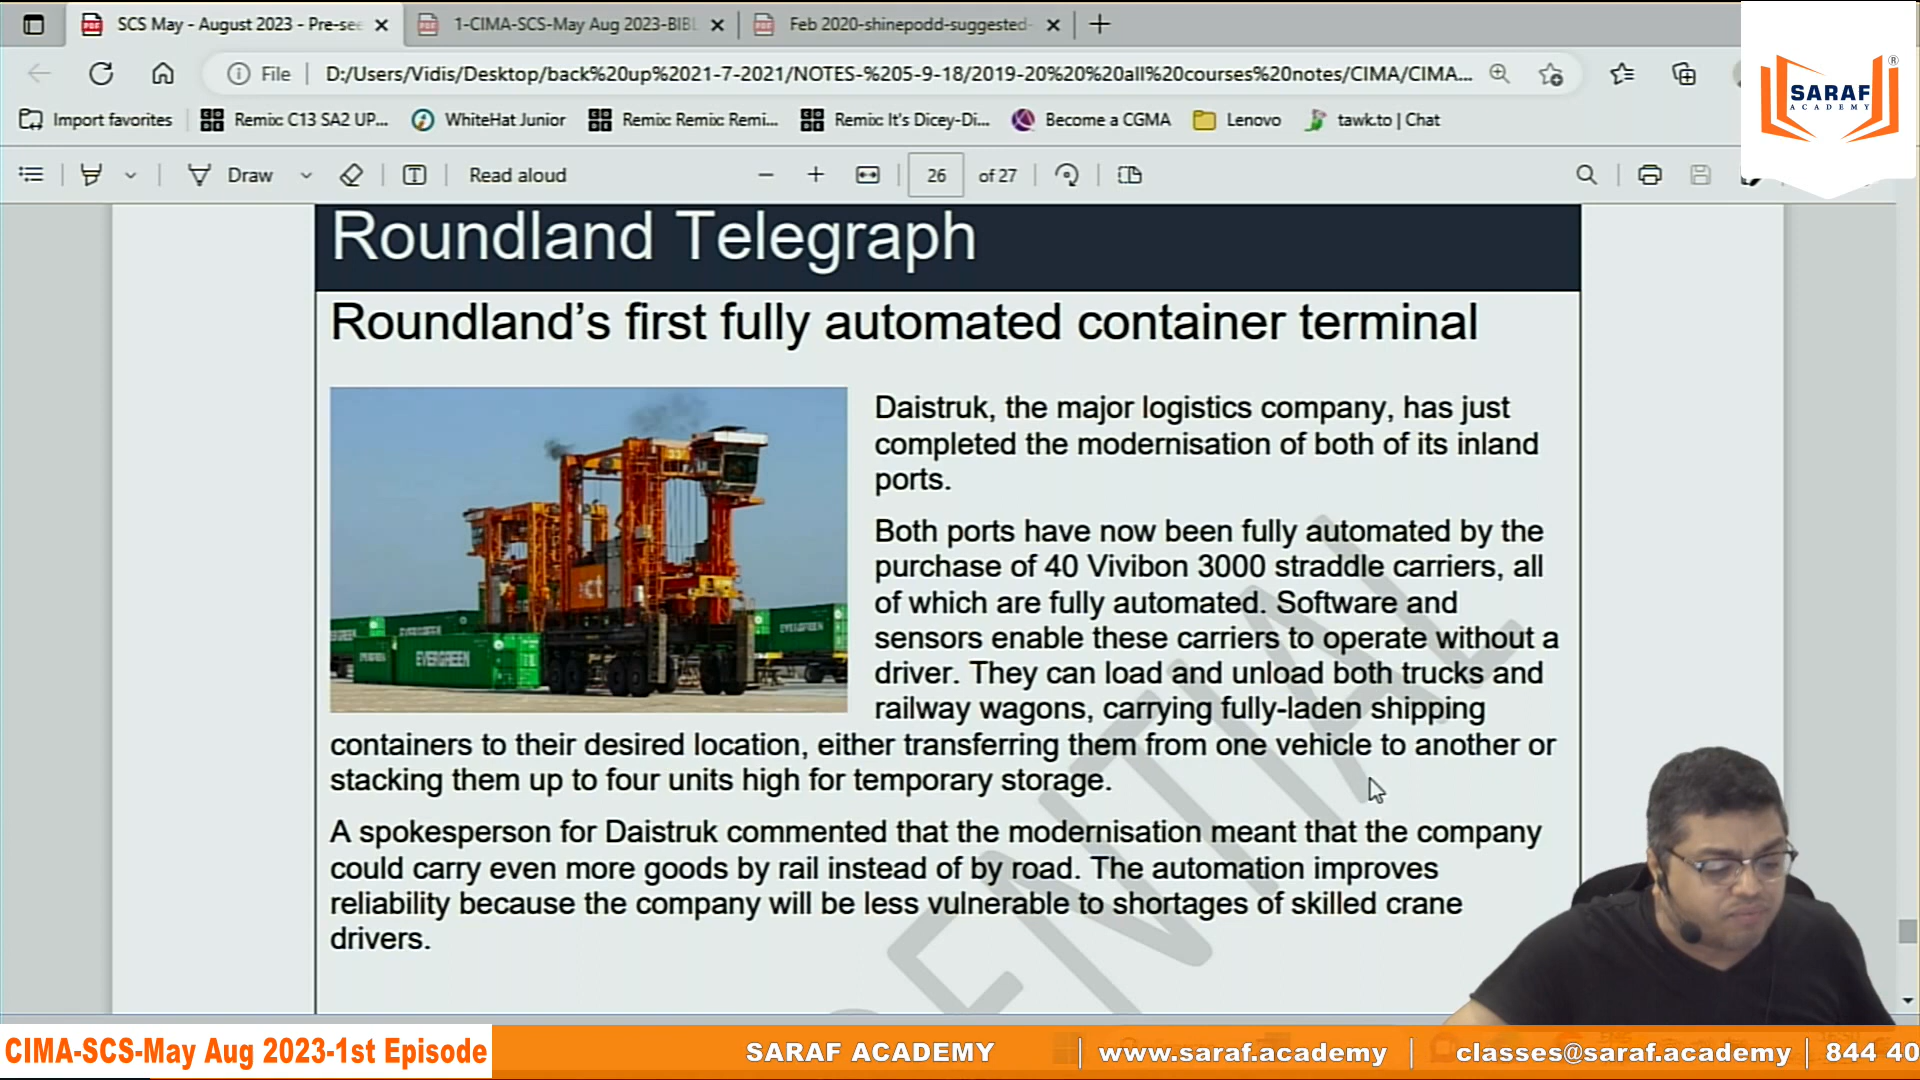 SCS May - August 2023 - Pre-see
1-CIMA-SCS-May Aug 2023-BIBL
Feb 2020-shinepodd-suggested-
File
D:/Users/Vidis/Desktop/back%20up%2021-7-2021/NOTES-%205-9-18/2019-20%20%20all%20courses%20notes/CIMA/CIMA...
Import favorites
Remix: C13 SA2 UP...
WhiteHat Junior
Remix: Remix: Remi...
Remix: It's Dicey-Di...
Become a CGMA
Lenovo
tawk.to | Chat
SARAF
ACADEMY
®
Draw
Read aloud
26
of 27
Roundland Telegraph
Roundland's first fully automated container terminal
Daistruk, the major logistics company, has just
completed the modernisation of both of its inland
ports.
Both ports have now been fully automated by the
purchase of 40 Vivibon 3000 straddle carriers, all
of which are fully automated. Software and
sensors enable these carriers to operate without a
driver. They can load and unload both trucks and
railway wagons, carrying fully-laden shipping
containers to their desired location, either transferring them from one vehicle to another or
stacking them up to four units high for temporary storage.
A spokesperson for Daistruk commented that the modernisation meant that the company
could carry even more goods by rail instead of by road. The automation improves
reliability because the company will be less vulnerable to shortages of skilled crane
drivers.
ct
EVERGREEN
ENTIAL
CIMA-SCS-May Aug 2023-1st Episode
SARAF ACADEMY | www.saraf.academy | classes@saraf.academy | 844 40